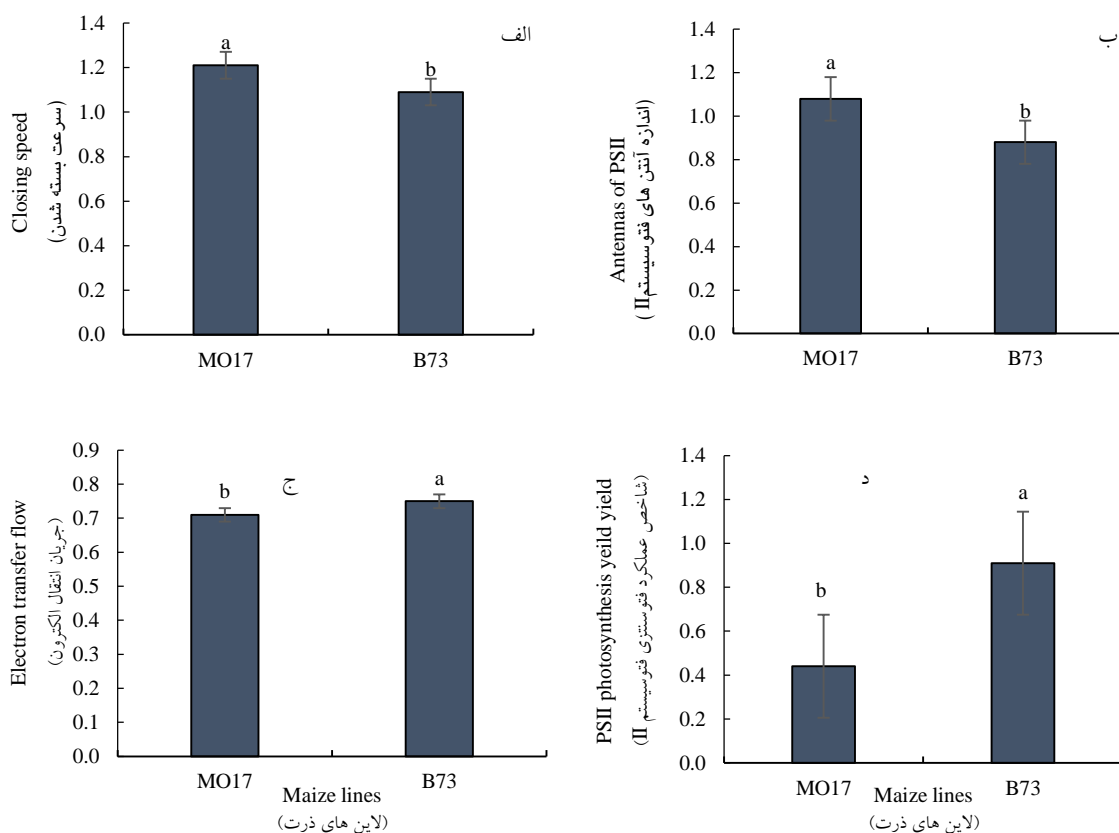 الف
Closing speed
(سرعت بسته شدن)
1.4
1.2
1.0
0.8
0.6
0.4
0.2
0.0
a
b
MO17
B73
ب
Antennas of PSII
(اندازه آنتن های فتوسیستم II)
1.4
1.2
1.0
0.8
0.6
0.4
0.2
0.0
a
b
MO17
B73
ج
Electron transfer flow
(جریان انتقال الکترون)
0.9
0.8
0.7
0.6
0.5
0.4
0.3
0.2
0.1
0.0
b
a
MO17
B73
Maize lines
(لاین های ذرت)
د
PSII photosynthesis yeild yield
(شاخص عملکرد فتوسنتزی فتوسیستم II)
1.4
1.2
1.0
0.8
0.6
0.4
0.2
0.0
b
a
MO17
B73
Maize lines
(لاین های ذرت)